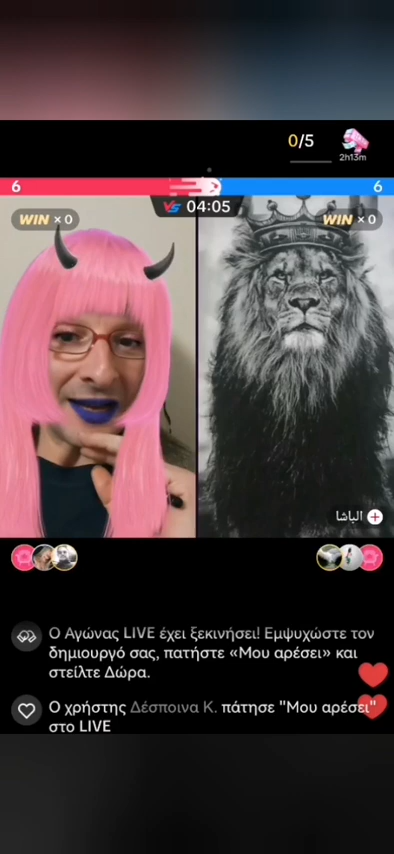 0/5
2h13m
6
6
VS 04:05
WIN × 0
WIN × 0
الباشا
Ο Αγώνας LIVE έχει ξεκινήσει! Εμψυχώστε τον
δημιουργό σας, πατήστε «Μου αρέσει» και
στείλτε Δώρα.
Ο χρήστης Δέσποινα Κ. πάτησε "Μου αρέσει"
στο LIVE